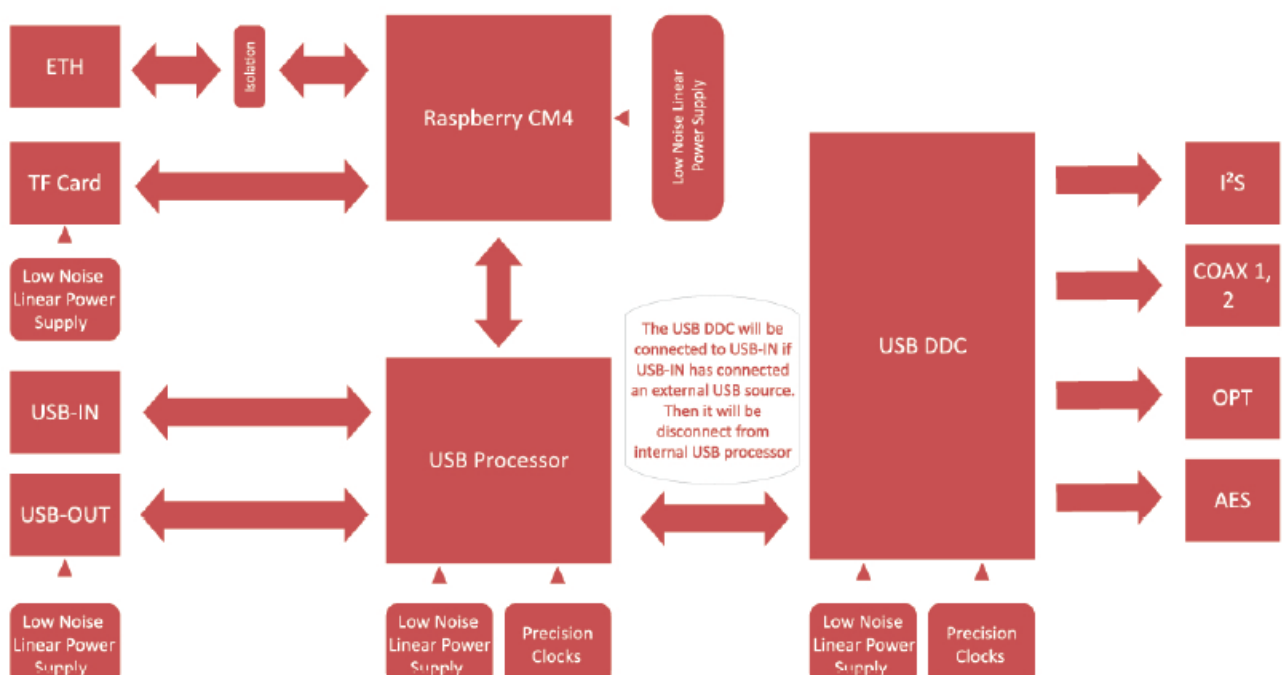 ETH
Isolation
Raspberry CM4
Low Noise Linear
Power Supply
TF Card
Low Noise
Linear Power
Supply
I²S
COAX 1,
2
USB DDC
The USB DDC will be
connected to USB-IN if
USB-IN has connected
an external USB source.
Then it will be
disconnect from
internal USB processor
USB-IN
USB Processor
OPT
USB-OUT
AES
Low Noise
Linear Power
Supply
Low Noise
Linear Power
Supply
Precision
Clocks
Low Noise
Linear Power
Supply
Precision
Clocks